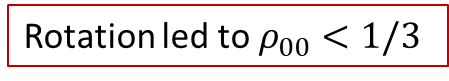 Rotation led to ρ₀₀ < 1/3